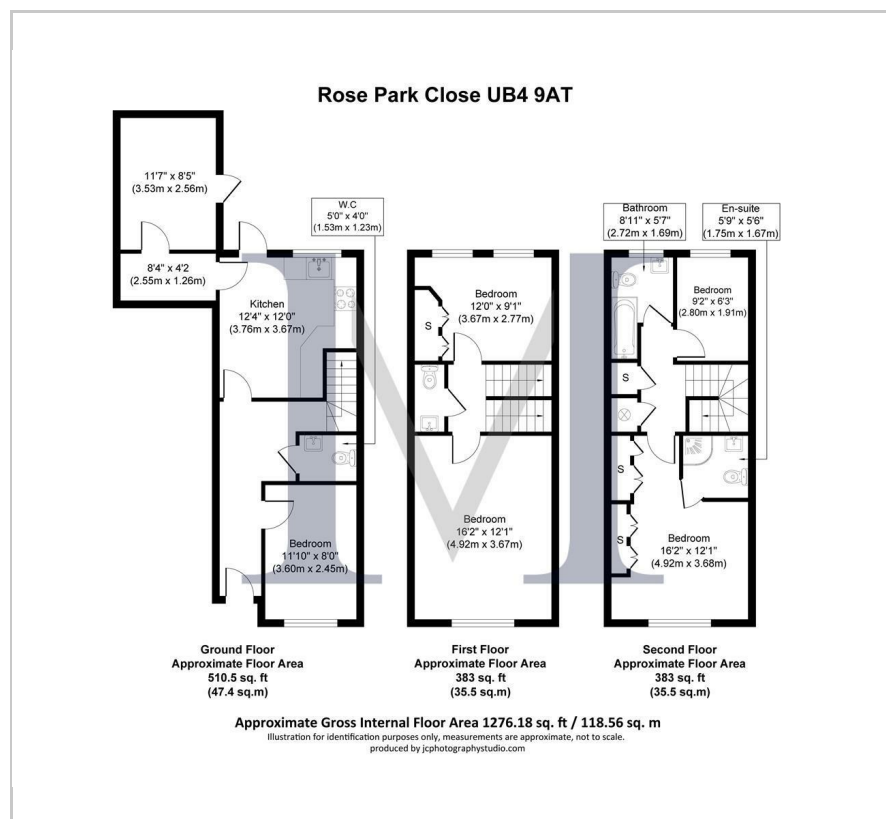 Rose Park Close UB4 9AT
11'7" x 8'5"
(3.53m x 2.56m)
8'4" x 4'2
(2.55m x 1.26m)
Kitchen
12'4" x 12'0"
(3.76m x 3.67m)
W.C
5'0" x 4'0"
(1.53m x 1.23m)
Bedroom
11'10" x 8'0"
(3.60m x 2.45m)
Ground Floor
Approximate Floor Area
510.5 sq. ft
(47.4 sq.m)
Bedroom
12'0" x 9'1"
(3.67m x 2.77m)
S
Bedroom
16'2" x 12'1"
(4.92m x 3.67m)
First Floor
Approximate Floor Area
383 sq. ft
(35.5 sq.m)
Bathroom
8'11" x 5'7"
(2.72m x 1.69m)
En-suite
5'9" x 5'6"
(1.75m x 1.67m)
Bedroom
9'2" x 6'3"
(2.80m x 1.91m)
S
S
S
Bedroom
16'2" x 12'1"
(4.92m x 3.68m)
Second Floor
Approximate Floor Area
383 sq. ft
(35.5 sq.m)
Approximate Gross Internal Floor Area 1276.18 sq. ft / 118.56 sq. m
Illustration for identification purposes only, measurements are approximate, not to scale.
produced by jcphotographystudio.com